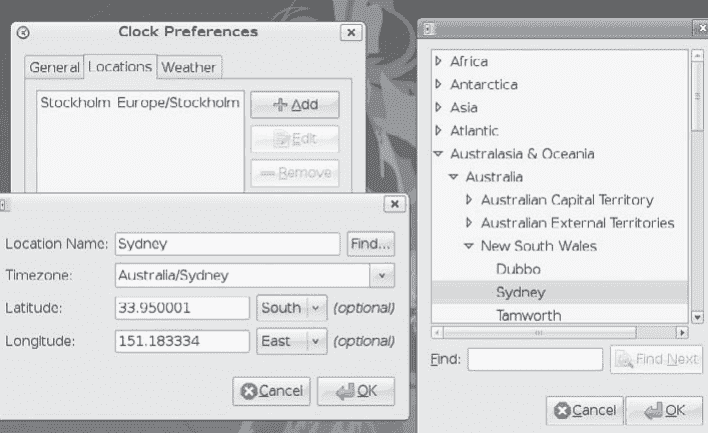 Clock Preferences
General Locations Weather
Stockholm Europe/Stockholm
Add
Edit
Remove
Location Name: Sydney Find...
Timezone: Australia/Sydney
Latitude: 33.950001 South (optional)
Longitude: 151.183334 East (optional)
Cancel OK
Africa
Antarctica
Asia
Atlantic
Australasia & Oceania
Australia
Australian Capital Territory
Australian External Territories
New South Wales
Dubbo
Sydney
Tamworth
Find: Find Next
Cancel OK